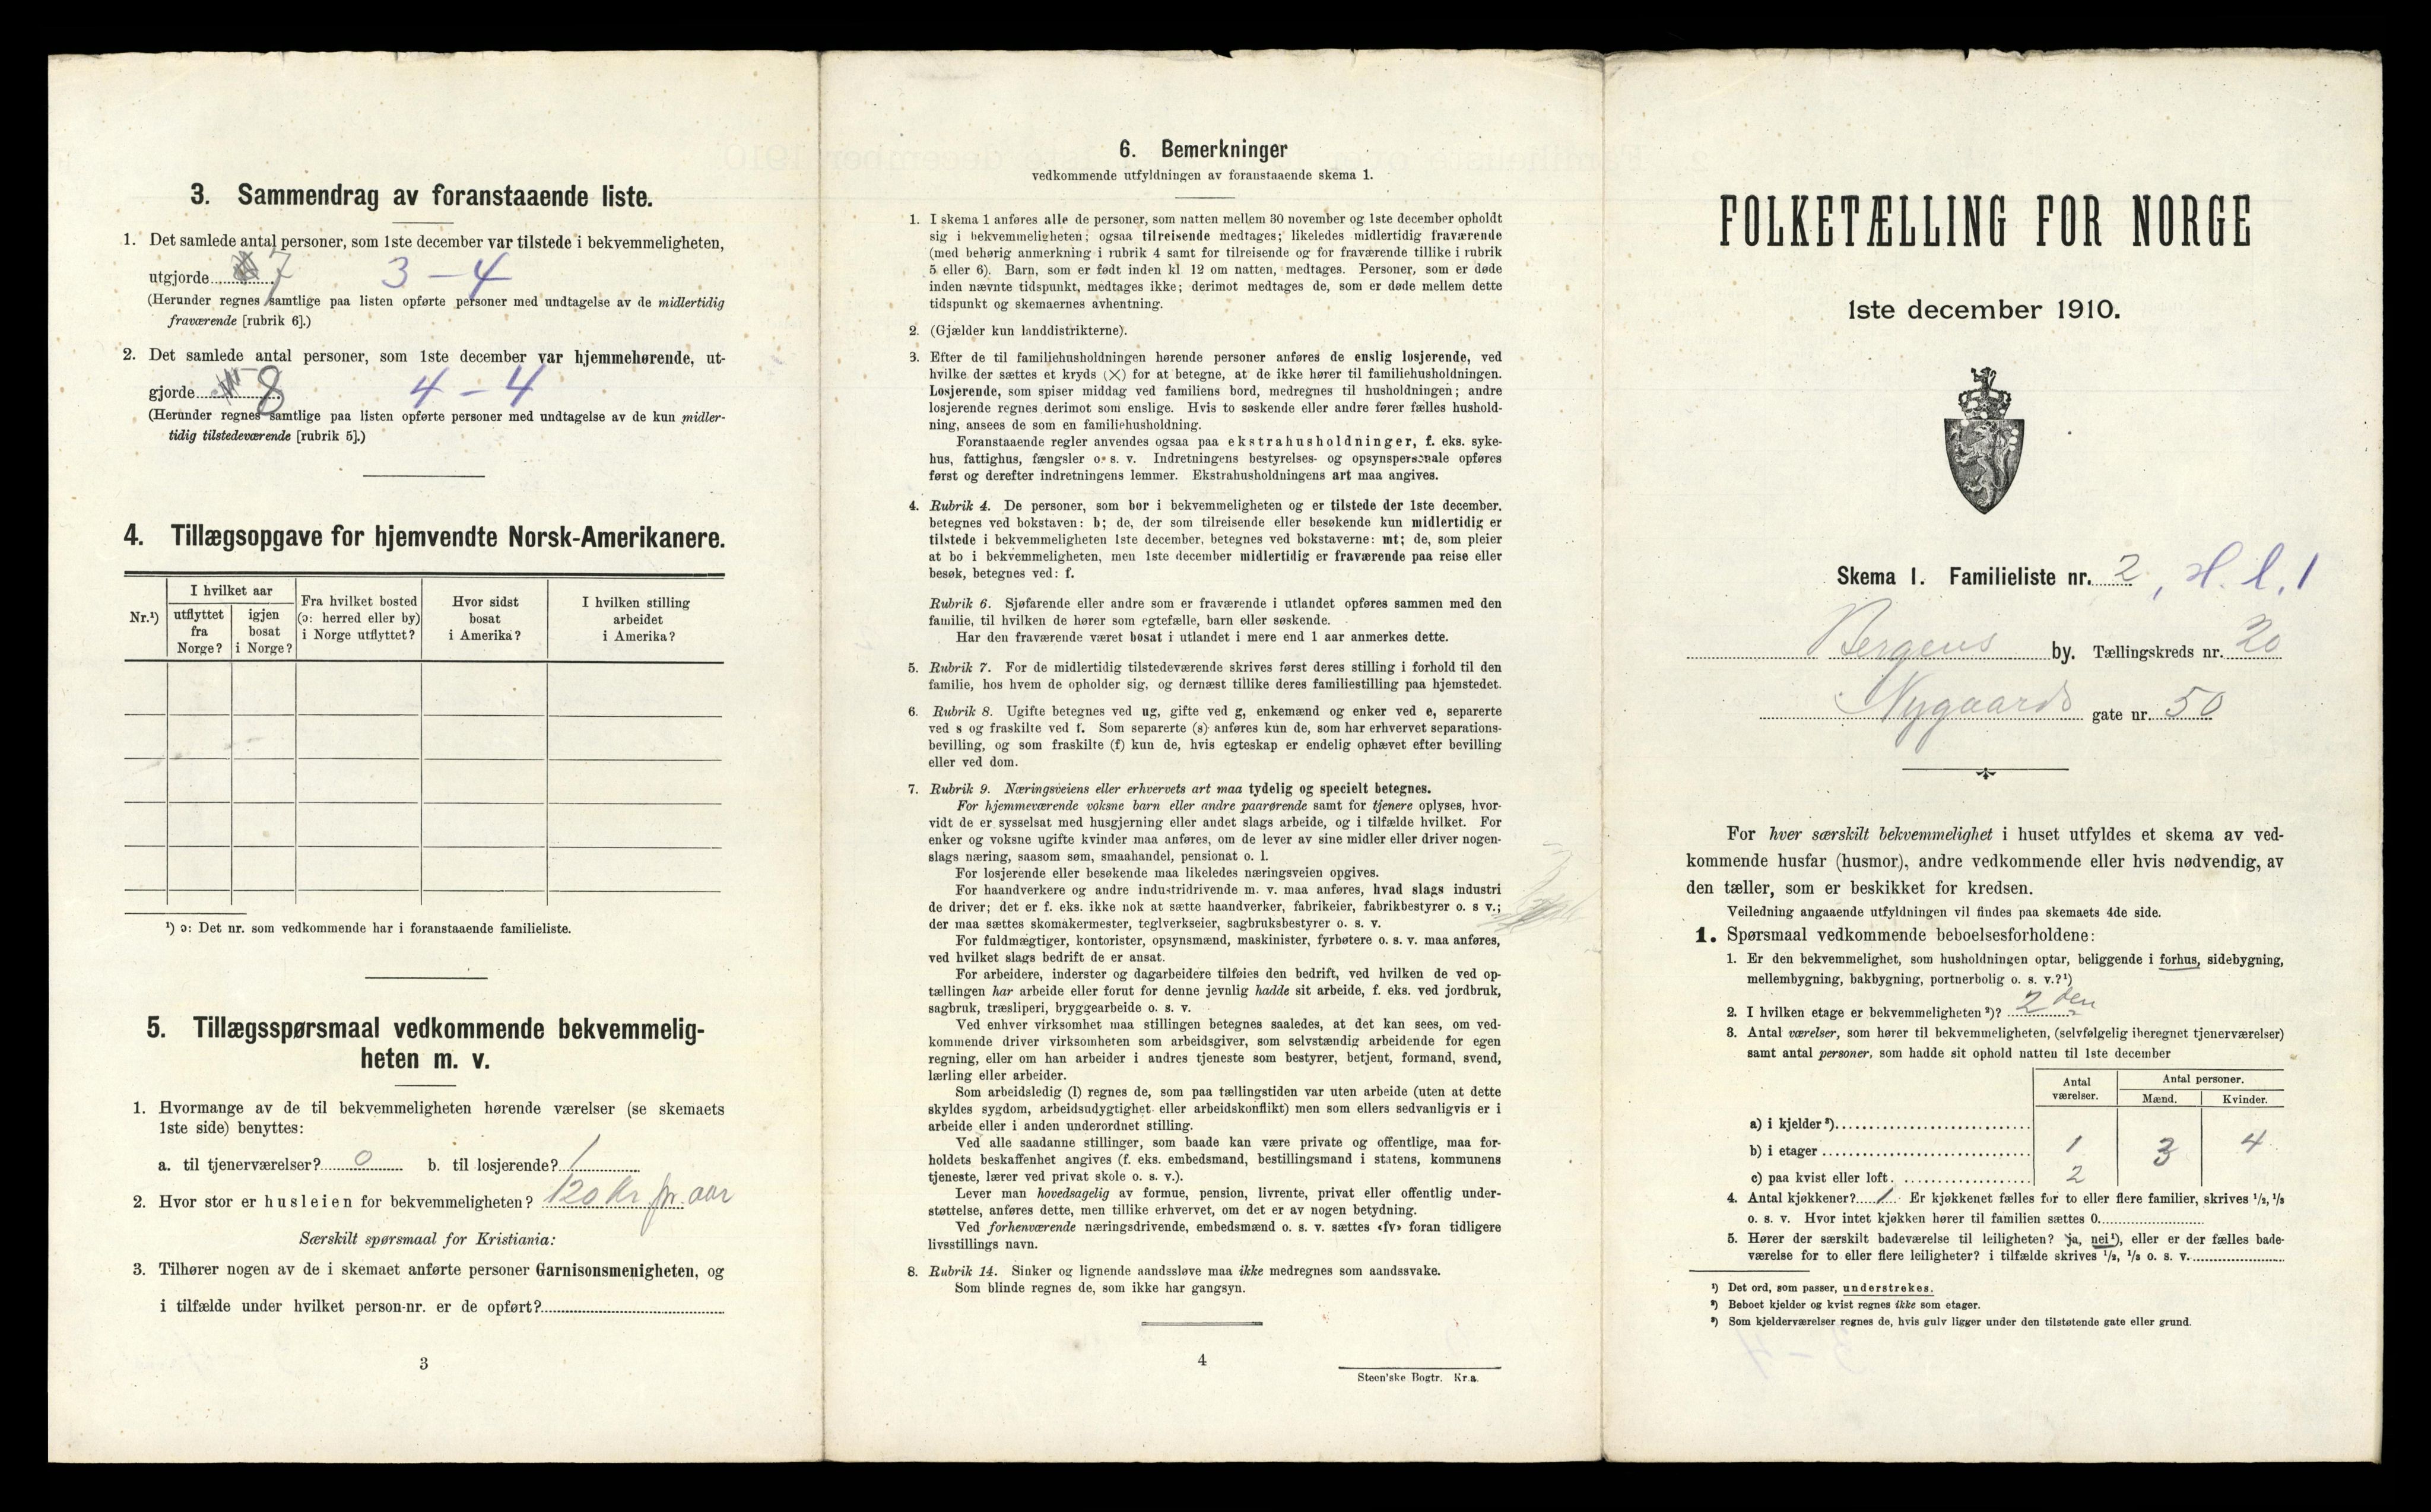 3. Sammendrag av foranstaaende liste.
1. Det samlede antal personer, som 1ste december var tilstede i bekvemmeligheten,
utgjorde 7 3 – 4
(Herunder regnes samtlige paa listen opførte personer med undtagelse av de midlertidig
fraværende [rubrik 6].)
2. Det samlede antal personer, som 1ste december var hjemmehørende, ut-
gjorde 8 4 – 4
(Herunder regnes samtlige paa listen opførte personer med undtagelse av de kun midler-
tidig tilstedeværende [rubrik 5].)
4. Tillægsopgave for hjemvendte Norsk-Amerikanere.
Nr.¹)
I hvilket aar
utflyttet fra Norge?
igjen bosat i Norge?
Fra hvilket bosted (ɔ: herred eller by) i Norge utflyttet?
Hvor sidst bosat i Amerika?
I hvilken stilling arbeidet i Amerika?
¹) ɔ: Det nr. som vedkommende har i foranstaaende familieliste.
5. Tillægsspørsmaal vedkommende bekvemmelig-
heten m. v.
1. Hvormange av de til bekvemmeligheten hørende værelser (se skemaets
1ste side) benyttes:
a. til tjenerværelser? 0 b. til losjerende? 1
2. Hvor stor er husleien for bekvemmeligheten? 120 Kr. pr. aar
Særskilt spørsmaal for Kristiania:
3. Tilhører nogen av de i skemaet anførte personer Garnisonsmenigheten, og
i tilfælde under hvilket person-nr. er de opført?
3
6. Bemerkninger
vedkommende utfyldningen av foranstaaende skema 1.
1. I skema 1 anføres alle de personer, som natten mellem 30 november og 1ste december opholdt
sig i bekvemmeligheten; ogsaa tilreisende medtages; likeledes midlertidig fraværende
(med behørig anmerkning i rubrik 4 samt for tilreisende og for fraværende tillike i rubrik
5 eller 6). Barn, som er født inden kl 12 om natten, medtages. Personer, som er døde
inden nævnte tidspunkt, medtages ikke; derimot medtages de, som er døde mellem dette
tidspunkt og skemaernes avhentning.
2. (Gjælder kun landdistrikterne).
3. Efter de til familiehusholdningen hørende personer anføres de enslig losjerende, ved
hvilke der sættes et kryds (×) for at betegne, at de ikke hører til familiehusholdningen.
Losjerende, som spiser middag ved familiens bord, medregnes til husholdningen; andre
losjerende regnes derimot som enslige. Hvis to søskende eller andre fører fælles hushold-
ning, ansees de som en familiehusholdning.
Foranstaaende regler anvendes ogsaa paa ekstrahusholdninger, f. eks. syke-
hus, fattighus, fængsler o. s. v. Indretningens bestyrelses- og opsynspersonale opføres
først og derefter indretningens lemmer. Ekstrahusholdningens art maa angives.
4. Rubrik 4. De personer, som bor i bekvemmeligheten og er tilstede der 1ste december.
betegnes ved bokstaven: b; de, der som tilreisende eller besøkende kun midlertidig er
tilstede i bekvemmeligheten 1ste december, betegnes ved bokstaverne: mt; de, som pleier
at bo i bekvemmeligheten, men 1ste december midlertidig er fraværende paa reise eller
besøk, betegnes ved: f.
Rubrik 6. Sjøfarende eller andre som er fraværende i utlandet opføres sammen med den
familie, til hvilken de hører som egtefælle, barn eller søskende.
Har den fraværende været bosat i utlandet i mere end 1 aar anmerkes dette.
5. Rubrik 7. For de midlertidig tilstedeværende skrives først deres stilling i forhold til den
familie, hos hvem de opholder sig, og dernæst tillike deres familiestilling paa hjemstedet.
6. Rubrik 8. Ugifte betegnes ved ug, gifte ved g, enkemænd og enker ved e, separerte
ved s og fraskilte ved f. Som separerte (s) anføres kun de, som har erhvervet separations-
bevilling, og som fraskilte (f) kun de, hvis egteskap er endelig ophævet efter bevilling
eller ved dom.
7. Rubrik 9. Næringsveiens eller erhvervets art maa tydelig og specielt betegnes.
For hjemmeværende voksne barn eller andre paarørende samt for tjenere oplyses, hvor-
vidt de er sysselsat med husgjerning eller andet slags arbeide, og i tilfælde hvilket. For
enker og voksne ugifte kvinder maa anføres, om de lever av sine midler eller driver nogen-
slags næring, saasom søm, smaahandel, pensionat o. l.
For losjerende eller besøkende maa likeledes næringsveien opgives.
For haandverkere og andre industridrivende m. v. maa anføres, hvad slags industri
de driver; det er f. eks. ikke nok at sætte haandverker, fabrikeier, fabrikbestyrer o. s v.;
der maa sættes skomakermester, teglverkseier, sagbruksbestyrer o. s. v.
For fuldmægtiger, kontorister, opsynsmænd, maskinister, fyrbøtere o. s. v. maa anføres,
ved hvilket slags bedrift de er ansat.
For arbeidere, inderster og dagarbeidere tilføies den bedrift, ved hvilken de ved op-
tællingen har arbeide eller forut for denne jevnlig hadde sit arbeide, f. eks. ved jordbruk,
sagbruk, træsliperi, bryggearbeide o. s. v.
Ved enhver virksomhet maa stillingen betegnes saaledes, at det kan sees, om ved-
kommende driver virksomheten som arbeidsgiver, som selvstændig arbeidende for egen
regning, eller om han arbeider i andres tjeneste som bestyrer, betjent, formand, svend,
lærling eller arbeider.
Som arbeidsledig (l) regnes de, som paa tællingstiden var uten arbeide (uten at dette
skyldes sygdom, arbeidsudygtighet eller arbeidskonflikt) men som ellers sedvanligvis er i
arbeide eller i anden underordnet stilling.
Ved alle saadanne stillinger, som baade kan være private og offentlige, maa for-
holdets beskaffenhet angives (f. eks. embedsmand, bestillingsmand i statens, kommunens
tjeneste, lærer ved privat skole o. s. v.).
Lever man hovedsagelig av formue, pension, livrente, privat eller offentlig under-
støttelse, anføres dette, men tillike erhvervet, om det er av nogen betydning.
Ved forhenværende næringsdrivende, embedsmænd o. s. v. sættes «fv» foran tidligere
livsstillings navn.
8. Rubrik 14. Sinker og lignende aandssløve maa ikke medregnes som aandssvake.
Som blinde regnes de, som ikke har gangsyn.
4
Steen'ske Bogtr. Kr.a.
FOLKETÆLLING FOR NORGE
1ste december 1910.
Skema 1. Familieliste nr. 2, H. l. 1
Bergens by. Tællingskreds nr. 20
Nygaards gate nr. 50
For hver særskilt bekvemmelighet i huset utfyldes et skema av ved-
kommende husfar (husmor), andre vedkommende eller hvis nødvendig, av
den tæller, som er beskikket for kredsen.
Veiledning angaaende utfyldningen vil findes paa skemaets 4de side.
1. Spørsmaal vedkommende beboelsesforholdene:
1. Er den bekvemmelighet, som husholdningen optar, beliggende i forhus, sidebygning,
mellembygning, bakbygning, portnerbolig o. s. v.?¹)
2. I hvilken etage er bekvemmeligheten ²)? 2den
3. Antal værelser, som hører til bekvemmeligheten, (selvfølgelig iberegnet tjenerværelser)
samt antal personer, som hadde sit ophold natten til 1ste december
Antal værelser.
Antal personer.
Mænd. Kvinder.
a) i kjelder ³)
b) i etager 1 3 4
c) paa kvist eller loft. 2
4. Antal kjøkkener? 1 Er kjøkkenet fælles for to eller flere familier, skrives 1/2, 1/3
o. s. v. Hvor intet kjøkken hører til familien sættes 0.
5. Hører der særskilt badeværelse til leiligheten? ja, nei¹), eller er der fælles bade-
værelse for to eller flere leiligheter? i tilfælde skrives 1/2, 1/3 o. s. v.
¹) Det ord, som passer, understrekes.
²) Beboet kjelder og kvist regnes ikke som etager.
³) Som kjelderværelser regnes de, hvis gulv ligger under den tilstøtende gate eller grund.